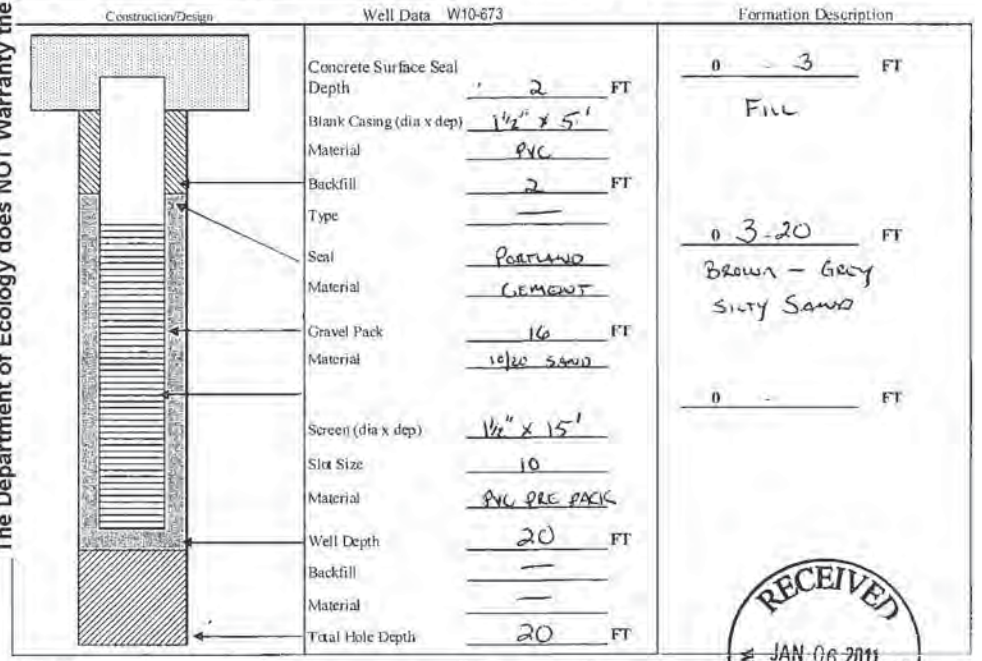 The Department of Ecology does NOT Warranty the
Construction/Design
Well Data W10-673
Formation Description
Concrete Surface Seal
Depth 2 FT
Blank Casing (dia x dep) 1 1/2" x 5'
Material PVC
Backfill 2 FT
Type —
Seal PORTLAND
Material CEMENT
Gravel Pack 16 FT
Material 10/20 SAND
Screen (dia x dep) 1 1/2" x 15'
Slot Size 10
Material PVC PRE PACK
Well Depth 20 FT
Backfill —
Material —
Total Hole Depth 20 FT
0 - 3 FT
FILL
0 3-20 FT
BROWN - GREY
SILTY SAND
0 - FT
RECEIVED
JAN 06 2011